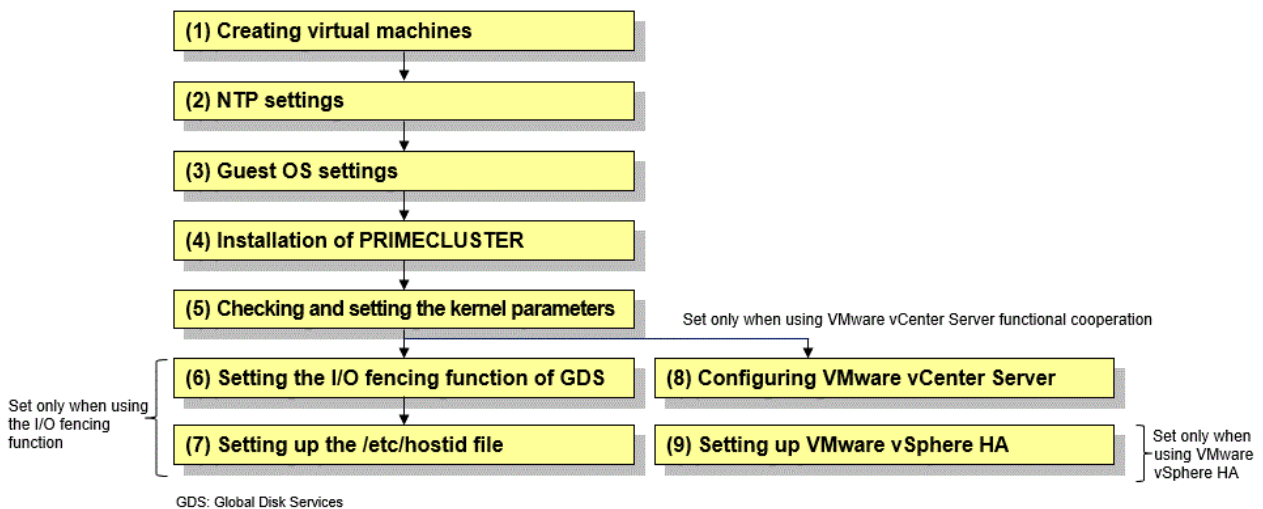 (1) Creating virtual machines
(2) NTP settings
(3) Guest OS settings
(4) Installation of PRIMECLUSTER
(5) Checking and setting the kernel parameters
Set only when using VMware vCenter Server functional cooperation
(6) Setting the I/O fencing function of GDS
(8) Configuring VMware vCenter Server
Set only when using
the I/O fencing
function
(7) Setting up the /etc/hostid file
(9) Setting up VMware vSphere HA
Set only when
using VMware
vSphere HA
GDS: Global Disk Services